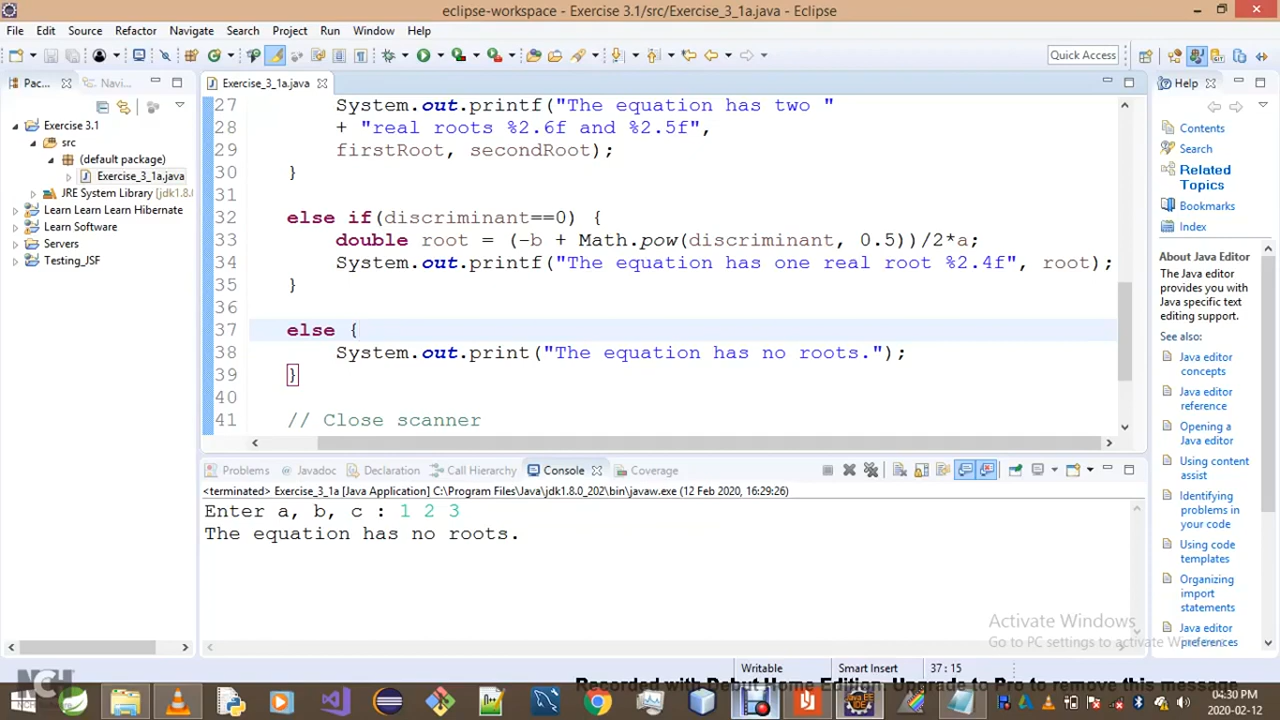 eclipse-workspace - Exercise 3.1/src/Exercise_3_1a.java - Eclipse
File Edit Source Refactor Navigate Search Project Run Window Help
Quick Access
Pac... Navi...
Exercise 3.1
src
(default package)
Exercise_3_1a.java
JRE System Library [jdk1.8.0
Learn Learn Learn Hibernate
Learn Software
Servers
Testing_JSF
Exercise_3_1a.java
27 System.out.printf("The equation has two "
28 + "real roots %2.6f and %2.5f",
29 firstRoot, secondRoot);
30 }
31
32 else if(discriminant==0) {
33 double root = (-b + Math.pow(discriminant, 0.5))/2*a;
34 System.out.printf("The equation has one real root %2.4f", root);
35 }
36
37 else {
38 System.out.print("The equation has no roots.");
39 }
40
41 // Close scanner
Help
Contents
Search
Related
Topics
Bookmarks
Index
About Java Editor
The Java editor
provides you with
Java specific text
editing support.
See also:
Java editor
concepts
Java editor
reference
Opening a
Java editor
Using content
assist
Identifying
problems in
your code
Using code
templates
Organizing
import
statements
Java editor
preferences
Problems Javadoc Declaration Call Hierarchy Console Coverage
<terminated> Exercise_3_1a [Java Application] C:\Program Files\Java\jdk1.8.0_202\bin\javaw.exe (12 Feb 2020, 16:29:26)
Enter a, b, c : 1 2 3
The equation has no roots.
Activate Windows
Go to PC settings to activate Windows.
Writable Smart Insert 37 : 15
NCH
Recorded with Debut Home Edition. Upgrade to Pro to remove this message
04:30 PM
2020-02-12